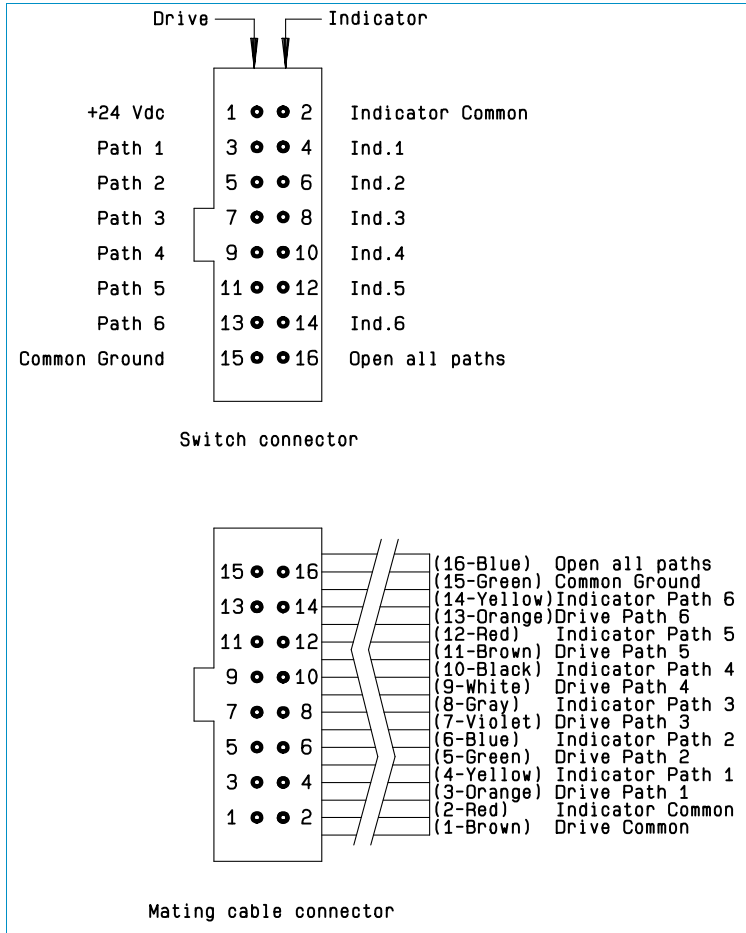 Drive Indicator
+24 Vdc 1 2 Indicator Common
Path 1 3 4 Ind.1
Path 2 5 6 Ind.2
Path 3 7 8 Ind.3
Path 4 9 10 Ind.4
Path 5 11 12 Ind.5
Path 6 13 14 Ind.6
Common Ground 15 16 Open all paths
Switch connector
15 16
13 14
11 12
9 10
7 8
5 6
3 4
1 2
(16-Blue) Open all paths
(15-Green) Common Ground
(14-Yellow) Indicator Path 6
(13-Orange) Drive Path 6
(12-Red) Indicator Path 5
(11-Brown) Drive Path 5
(10-Black) Indicator Path 4
(9-White) Drive Path 4
(8-Gray) Indicator Path 3
(7-Violet) Drive Path 3
(6-Blue) Indicator Path 2
(5-Green) Drive Path 2
(4-Yellow) Indicator Path 1
(3-Orange) Drive Path 1
(2-Red) Indicator Common
(1-Brown) Drive Common
Mating cable connector